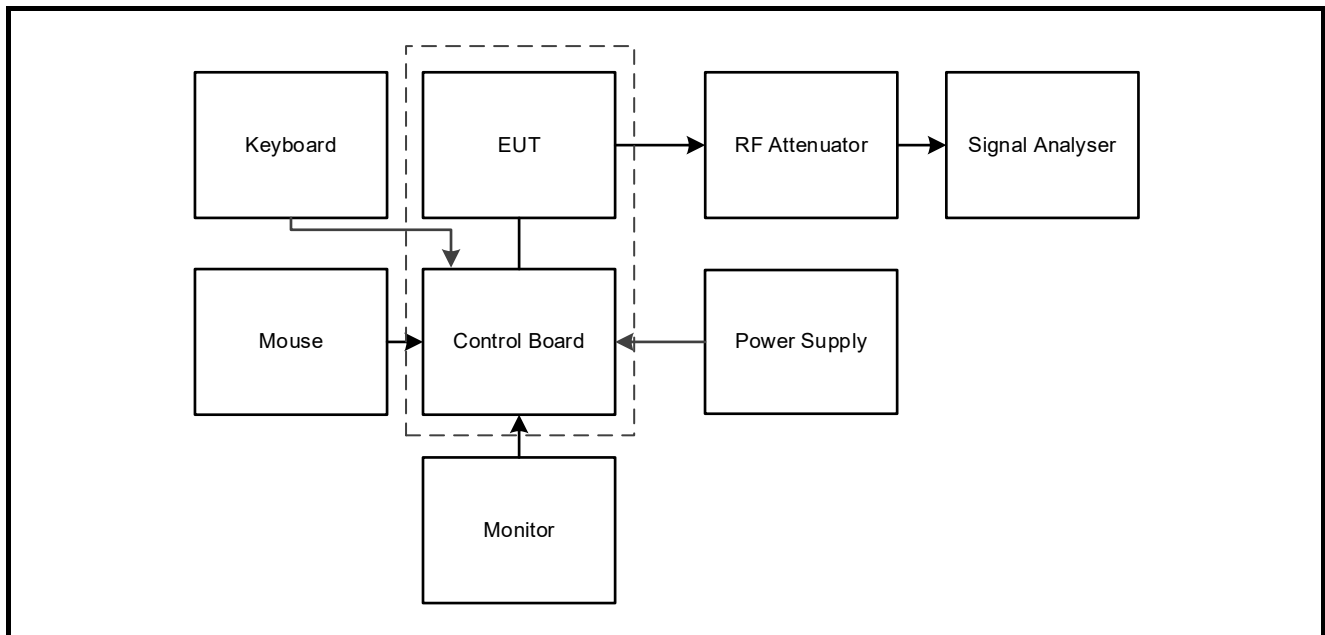 Keyboard
EUT
RF Attenuator
Signal Analyser
Mouse
Control Board
Power Supply
Monitor